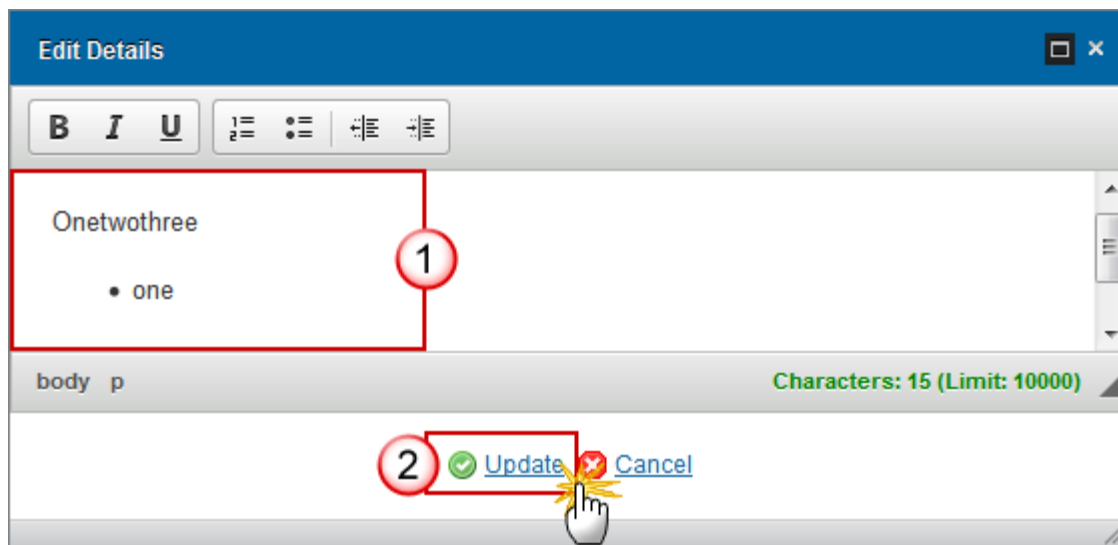 Edit Details
B I U
Onetwothree
• one
1
body p Characters: 15 (Limit: 10000)
2 Update Cancel